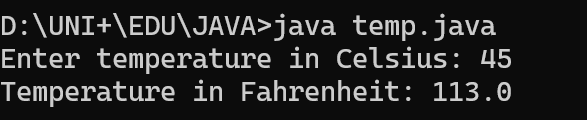 D:\UNI+\EDU\JAVA>java temp.java
Enter temperature in Celsius: 45
Temperature in Fahrenheit: 113.0